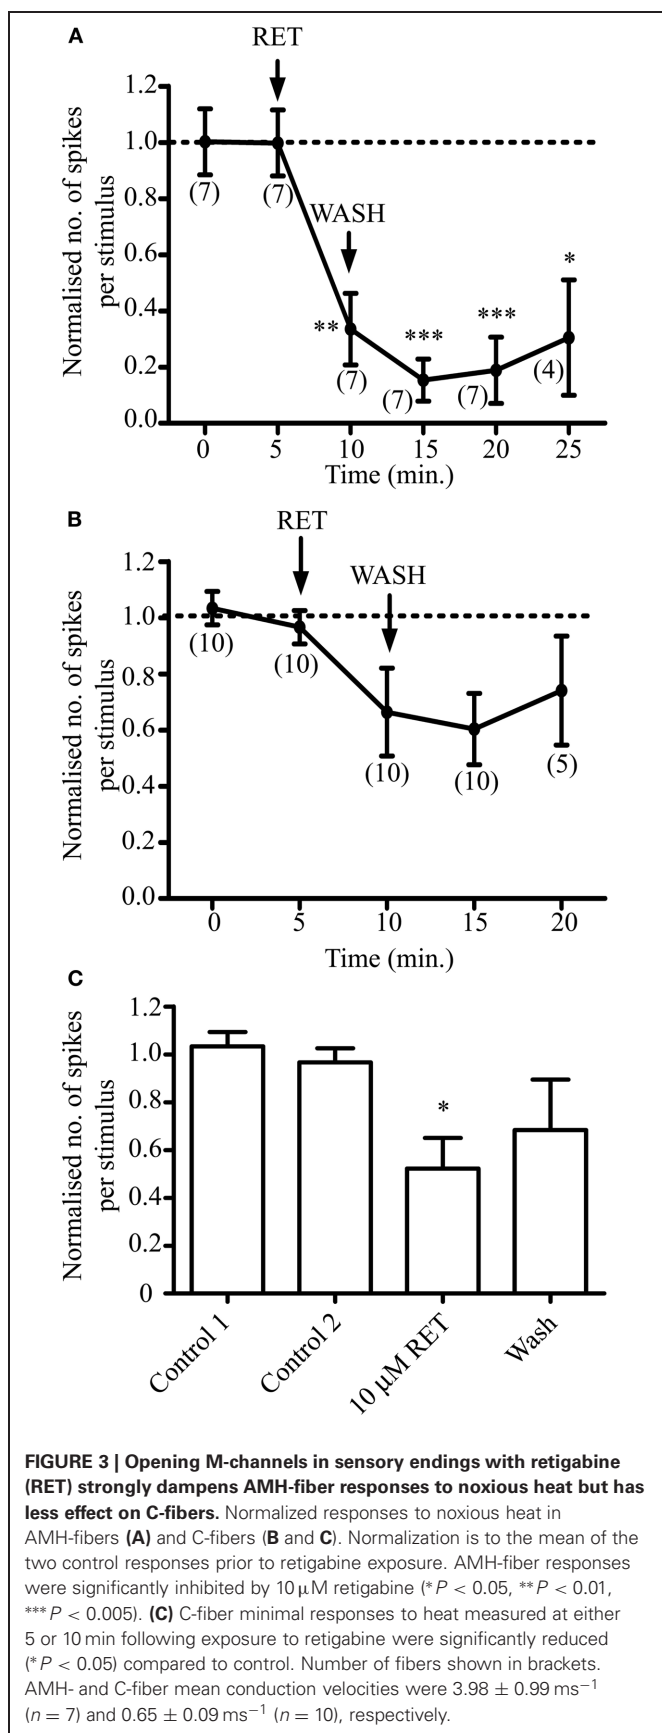 A
RET
1.2
1.0
0.8
0.6
0.4
0.2
0.0
Normalised no. of spikes
per stimulus
(7)
(7)
WASH
**
(7)
***
(7)
***
(7)
*
(4)
0 5 10 15 20 25
Time (min.)
B
RET
1.2
1.0
0.8
0.6
0.4
0.2
0.0
Normalised no. of spikes
per stimulus
WASH
(10)
(10)
(10)
(10)
(5)
0 5 10 15 20
Time (min.)
C
1.2
1.0
0.8
0.6
0.4
0.2
0
Normalised no. of spikes
per stimulus
*
Control 1
Control 2
10 µM RET
Wash
FIGURE 3 | Opening M-channels in sensory endings with retigabine
(RET) strongly dampens AMH-fiber responses to noxious heat but has
less effect on C-fibers. Normalized responses to noxious heat in
AMH-fibers (A) and C-fibers (B and C). Normalization is to the mean of the
two control responses prior to retigabine exposure. AMH-fiber responses
were significantly inhibited by 10 µM retigabine (*P < 0.05, **P < 0.01,
***P < 0.005). (C) C-fiber minimal responses to heat measured at either
5 or 10 min following exposure to retigabine were significantly reduced
(*P < 0.05) compared to control. Number of fibers shown in brackets.
AMH- and C-fiber mean conduction velocities were 3.98 ± 0.99 ms⁻¹
(n = 7) and 0.65 ± 0.09 ms⁻¹ (n = 10), respectively.